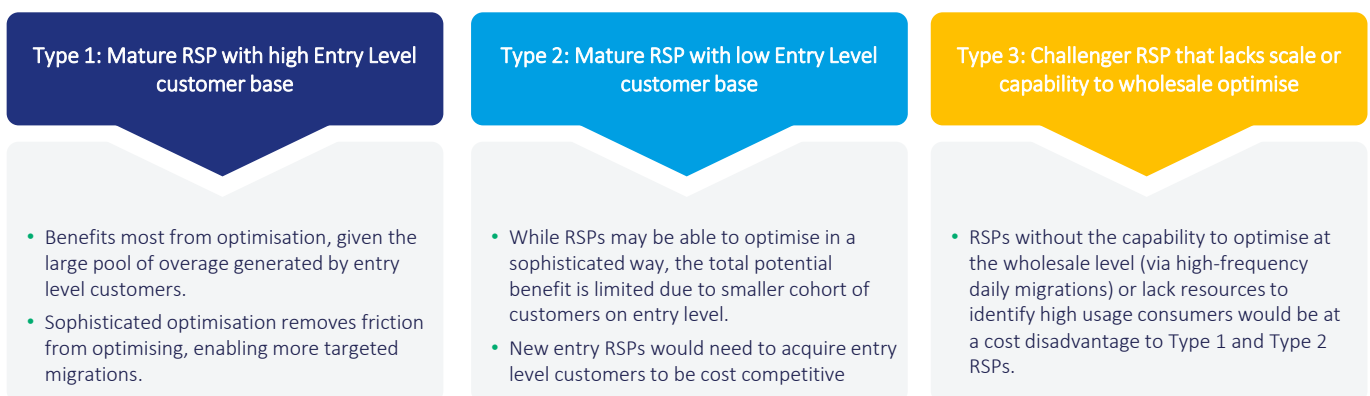 Type 1: Mature RSP with high Entry Level
customer base
• Benefits most from optimisation, given the
large pool of overage generated by entry
level customers.
• Sophisticated optimisation removes friction
from optimising, enabling more targeted
migrations.
Type 2: Mature RSP with low Entry Level
customer base
• While RSPs may be able to optimise in a
sophisticated way, the total potential
benefit is limited due to smaller cohort of
customers on entry level.
• New entry RSPs would need to acquire entry
level customers to be cost competitive
Type 3: Challenger RSP that lacks scale or
capability to wholesale optimise
• RSPs without the capability to optimise at
the wholesale level (via high-frequency
daily migrations) or lack resources to
identify high usage consumers would be at
a cost disadvantage to Type 1 and Type 2
RSPs.